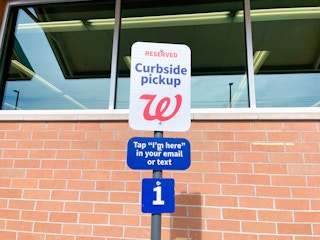 RESERVED
Curbside
pickup
W
Tap "I'm here"
in your email
or text
1